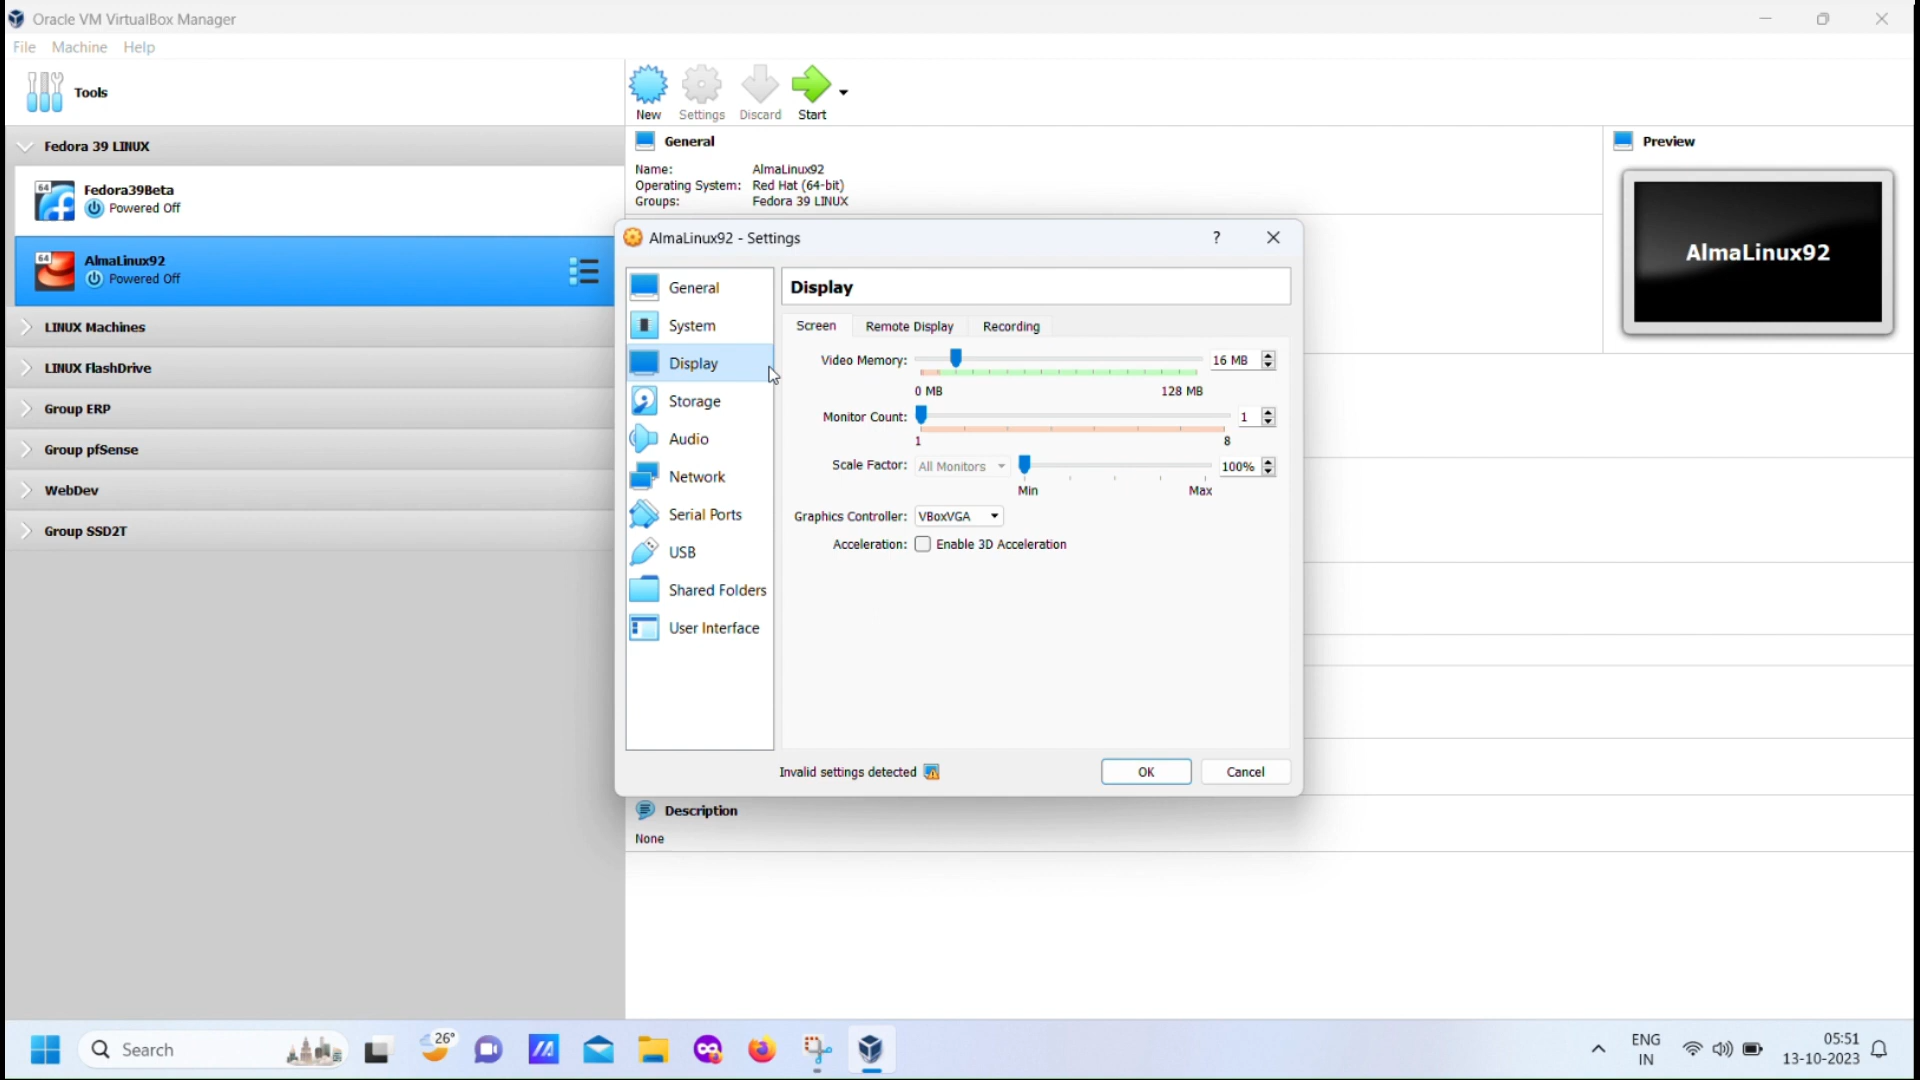 Oracle VM VirtualBox Manager
File Machine Help
Tools
New Settings Discard Start
Fedora 39 LINUX
64 Fedora39Beta
Powered Off
64 AlmaLinux92
Powered Off
LINUX Machines
LINUX FlashDrive
Group ERP
Group pfSense
WebDev
Group SSD2T
General
Name: AlmaLinux92
Operating System: Red Hat (64-bit)
Groups: Fedora 39 LINUX
Preview
AlmaLinux92
AlmaLinux92 - Settings ?
General
System
Display
Storage
Audio
Network
Serial Ports
USB
Shared Folders
User Interface
Display
Screen Remote Display Recording
Video Memory: 16 MB
0 MB 128 MB
Monitor Count: 1
1 8
Scale Factor: All Monitors 100%
Min Max
Graphics Controller: VBoxVGA
Acceleration: Enable 3D Acceleration
Invalid settings detected OK Cancel
Description
None
Search 26° ENG 05:51
IN 13-10-2023